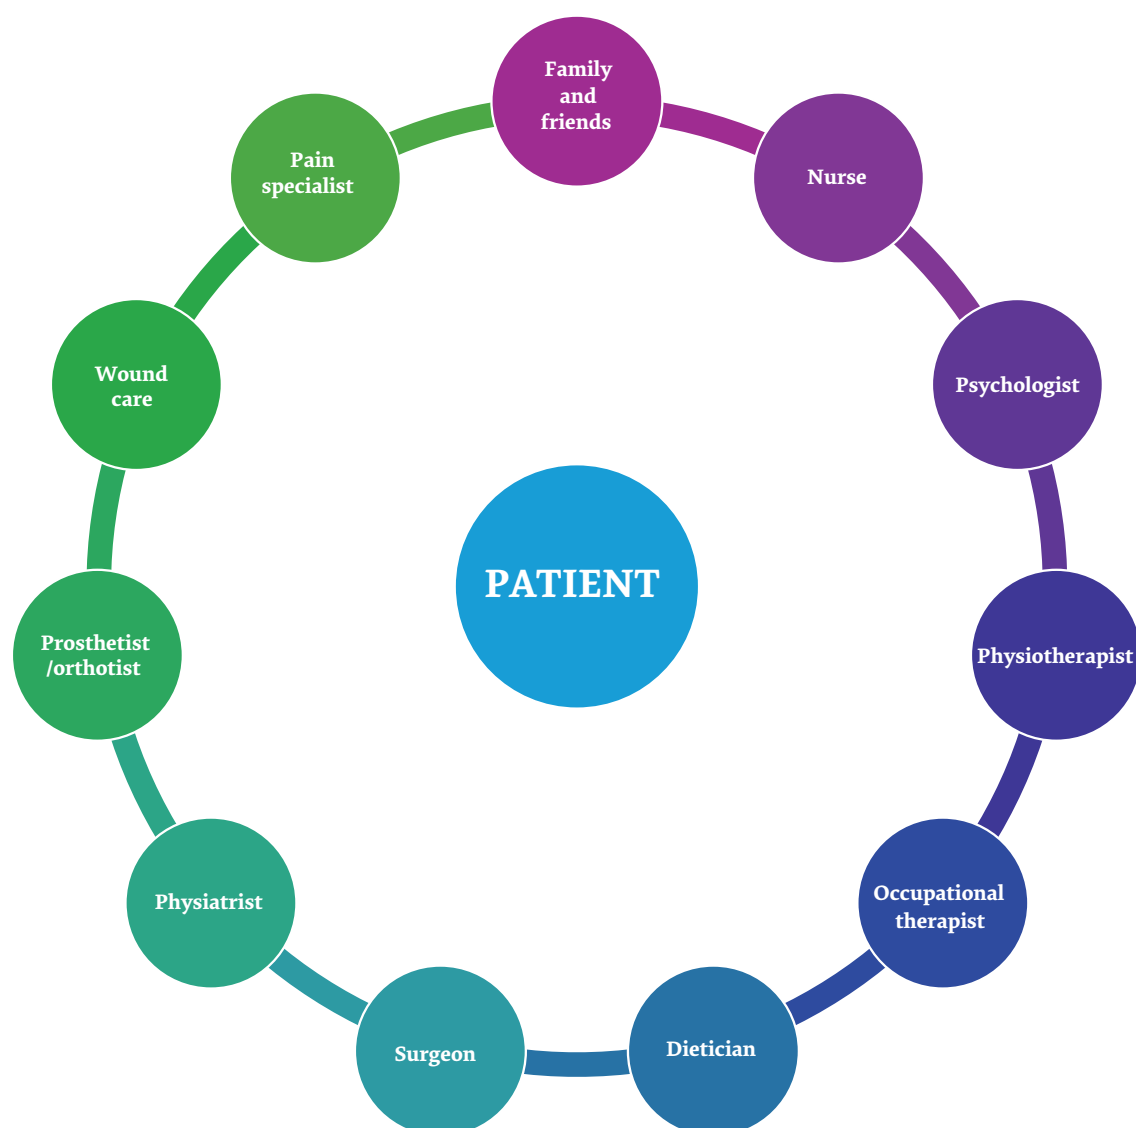 Family
and
friends
Nurse
Psychologist
Physiotherapist
Occupational
therapist
Dietician
Surgeon
Physiatrist
Prosthetist
/orthotist
Wound
care
Pain
specialist
PATIENT